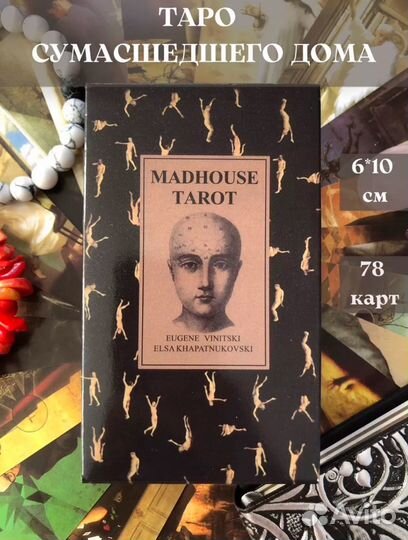 ТАРО
СУМАСШЕДШЕГО ДОМА
MADHOUSE
TAROT
6*10
см
78
карт
EUGENE VINITSKI
ELSA KHAPATNUKOVSKI
Avito